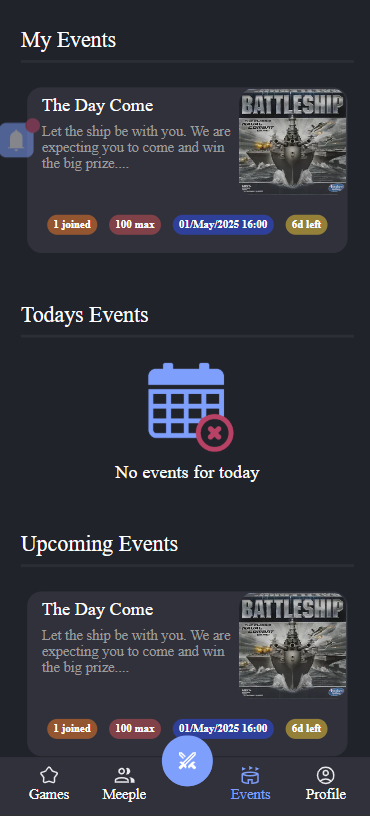 My Events
The Day Come
Let the ship be with you. We are
expecting you to come and win
the big prize....
BATTLESHIP
1 joined
100 max
01/May/2025 16:00
6d left
Todays Events
No events for today
Upcoming Events
The Day Come
Let the ship be with you. We are
expecting you to come and win
the big prize....
BATTLESHIP
1 joined
100 max
01/May/2025 16:00
6d left
Games
Meeple
Events
Profile